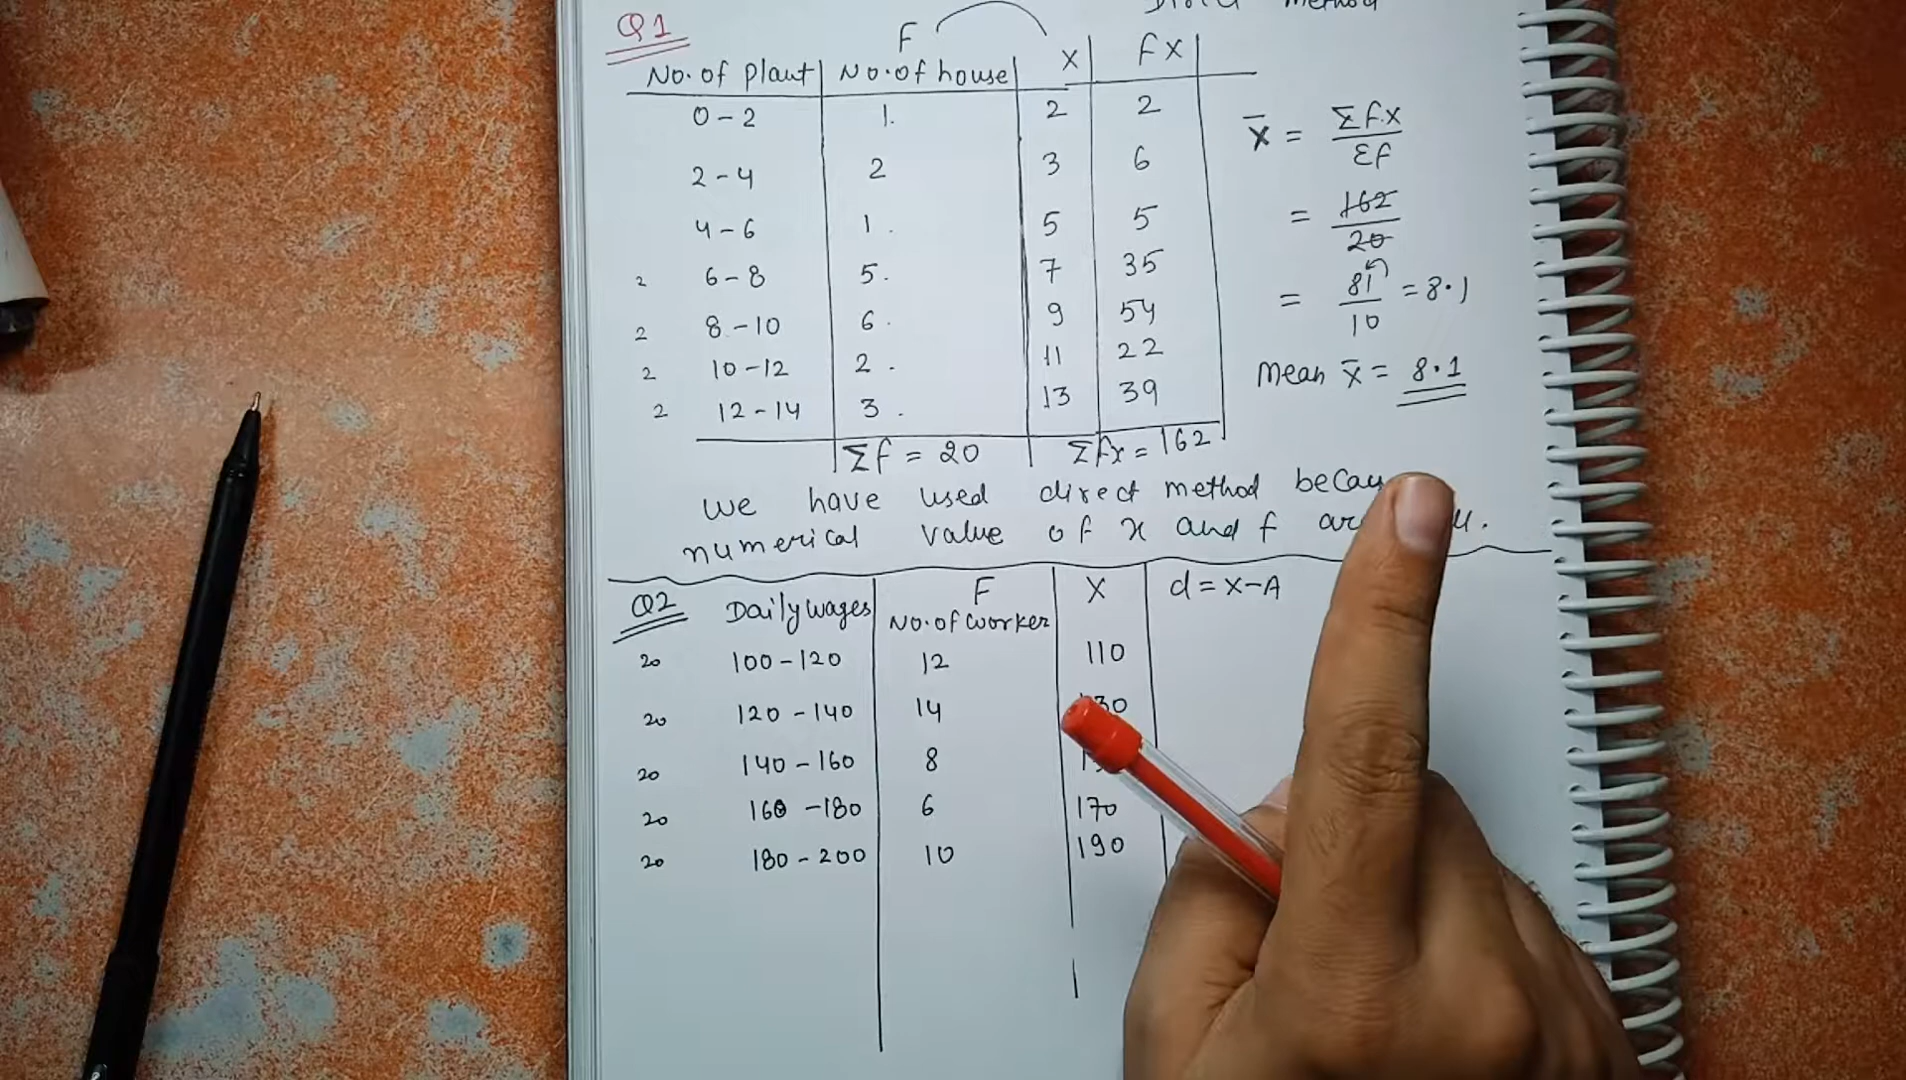 Q1 Method
F
No. of plant No. of house X FX
0-2 1. 2 2
2-4 2 3 6
4-6 1. 5 5
2 6-8 5. 7 35
2 8-10 6. 9 54
2 10-12 2. 11 22
2 12-14 3. 13 39
Σf = 20 Σfx = 162
X̄ = Σf.x / Σf
= 162 / 20
= 81 / 10 = 8.1
Mean x̄ = 8.1
We have used direct method
numerical value of x and f
Q2 Daily wages F No. of worker X d = x-A
20 100-120 12 110
20 120-140 14
20 140-160 8
20 160-180 6 170
20 180-200 10 190